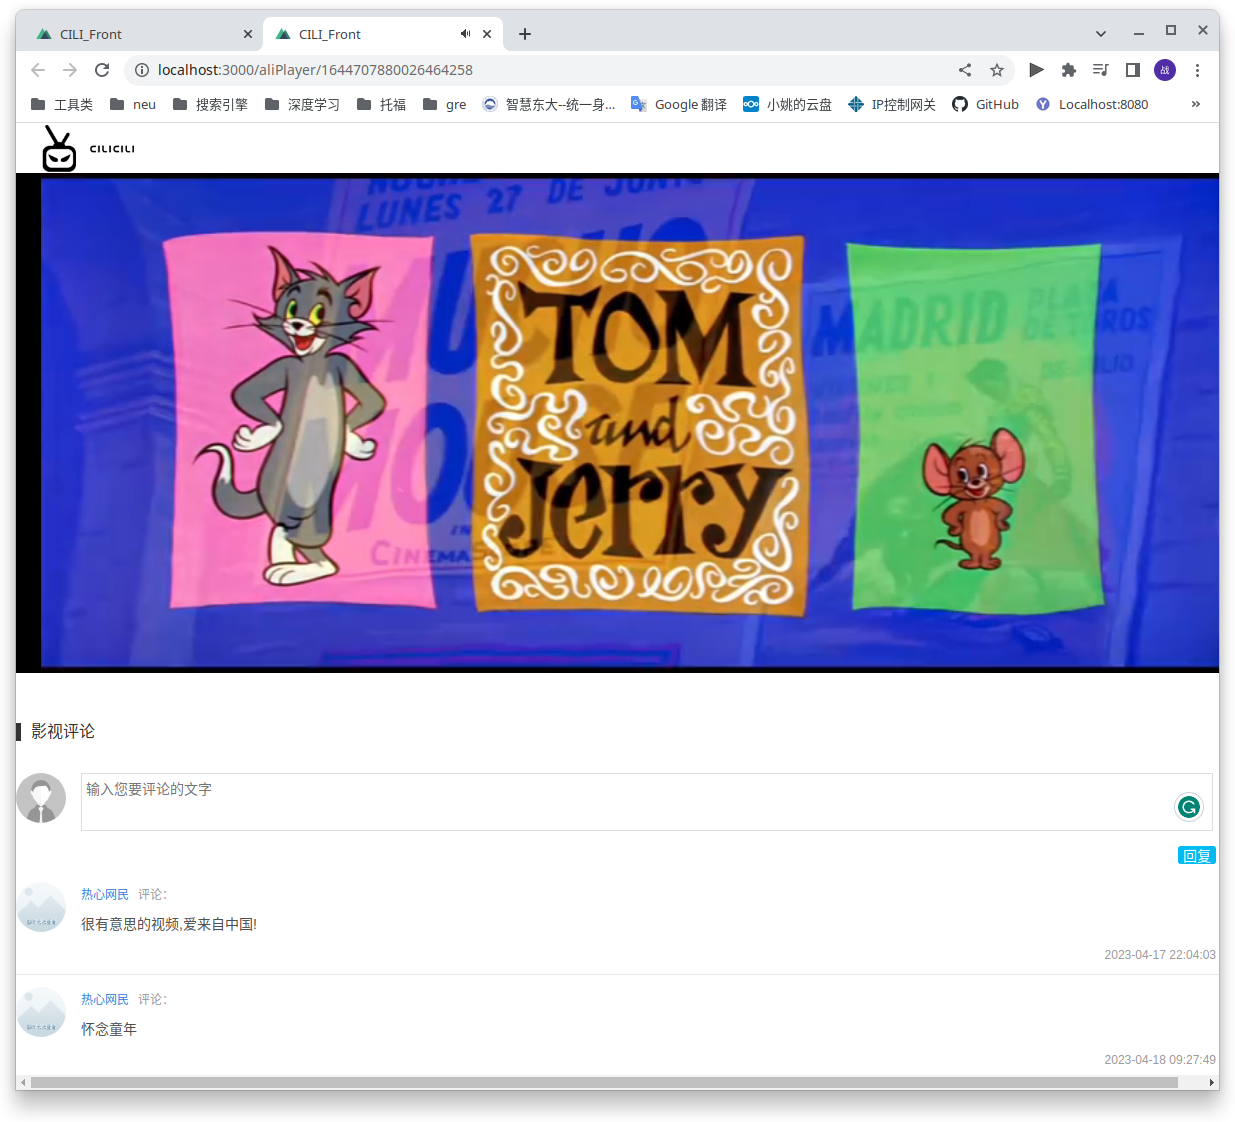 CILI_Front
CILI_Front
localhost:3000/aliPlayer/1644707880026464258
战
工具类 neu 搜索引擎 深度学习 托福 gre 智慧东大--统一身... Google 翻译 小姚的云盘 IP控制网关 GitHub Localhost:8080 »
CILICILI
LUNES 27 DE JUNIO
MADRID PLAZA
DE TOROS
TOM
and
Jerry
IN
影视评论
输入您要评论的文字
回复
热心网民 评论：
很有意思的视频,爱来自中国!
2023-04-17 22:04:03
热心网民 评论：
怀念童年
2023-04-18 09:27:49